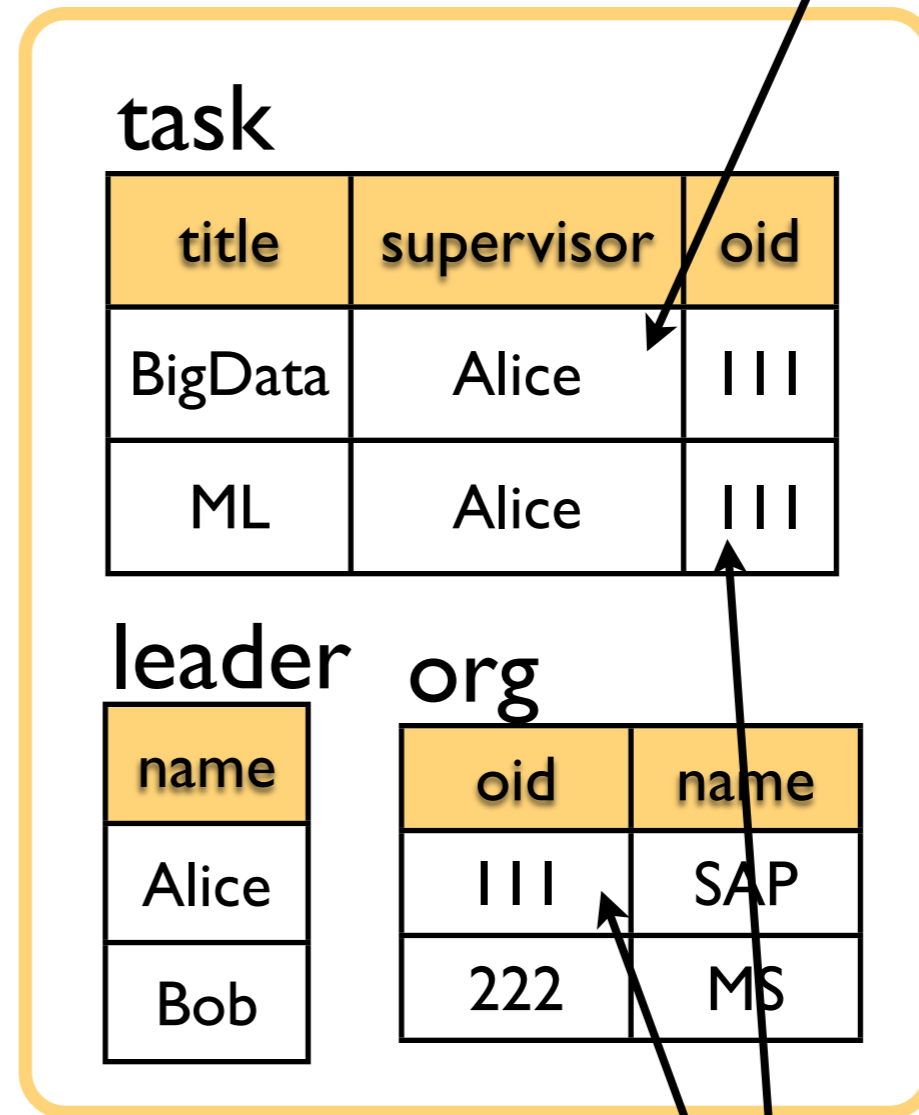 task
title supervisor oid
BigData Alice 111
ML Alice 111
leader org
name
Alice
Bob
oid name
111 SAP
222 MS